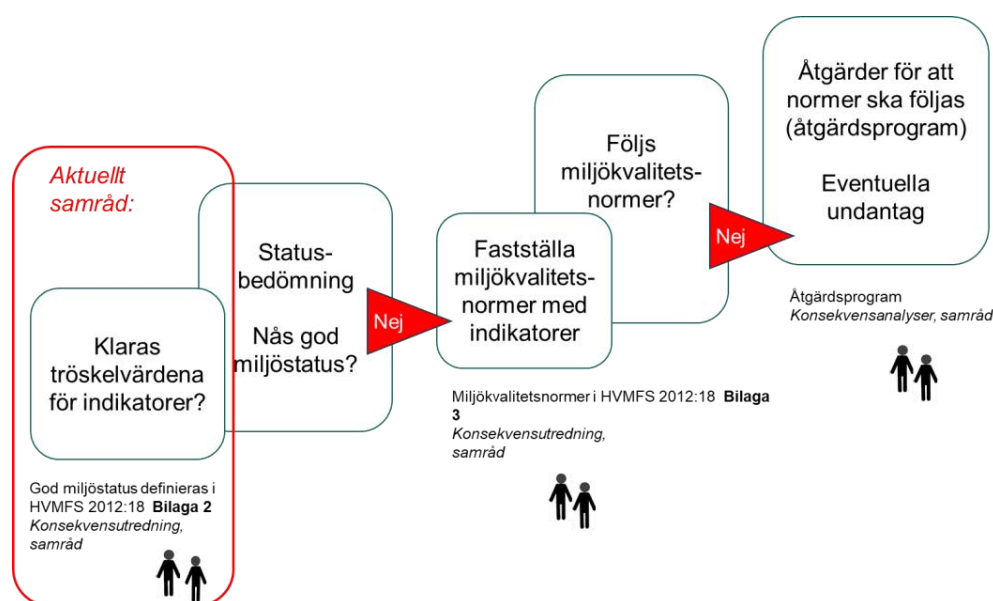 Aktuellt
samråd:
Klaras
tröskelvärdena
för indikatorer?
God miljöstatus definieras i
HVMFS 2012:18 Bilaga 2
Konsekvensutredning,
samråd
Status-
bedömning
Nås god
miljöstatus?
Nej
Fastställa
miljökvalitets-
normer med
indikatorer
Miljökvalitetsnormer i HVMFS 2012:18 Bilaga
3
Konsekvensutredning,
samråd
Följs
miljökvalitets-
normer?
Nej
Åtgärder för att
normer ska följas
(åtgärdsprogram)
Eventuella
undantag
Åtgärdsprogram
Konsekvensanalyser, samråd